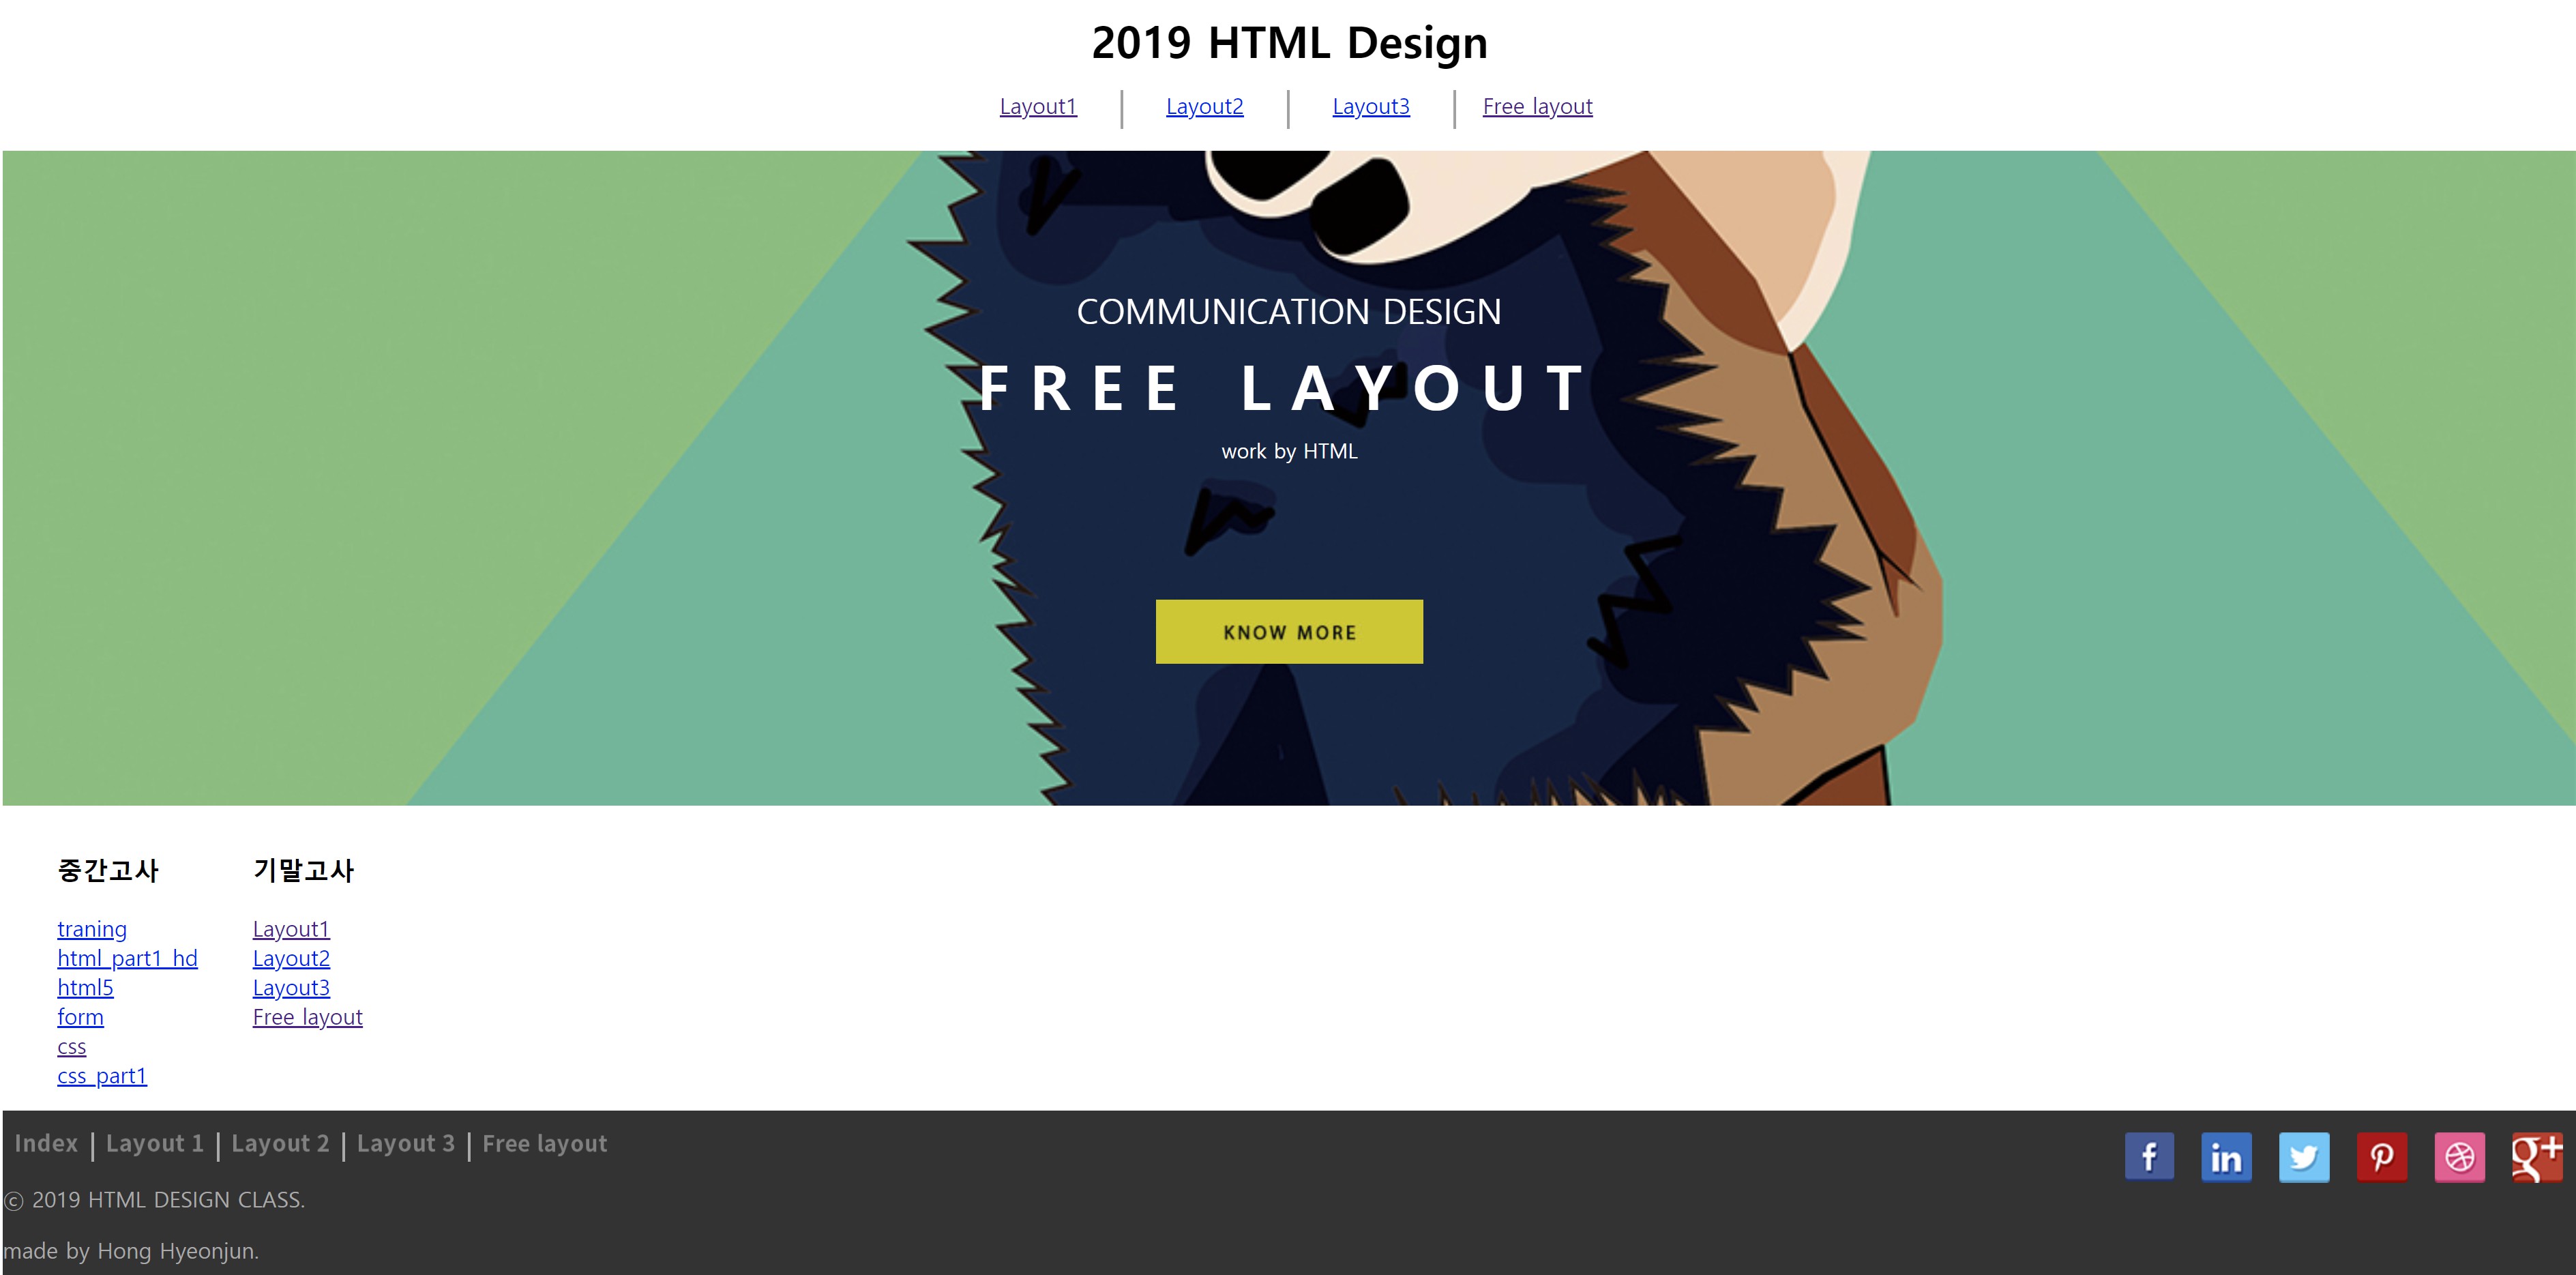 2019 HTML Design
Layout1 Layout2 Layout3 Free layout
COMMUNICATION DESIGN
FREE LAYOUT
work by HTML
KNOW MORE
중간고사
traning
html_part1_hd
html5
form
css
css_part1
기말고사
Layout1
Layout2
Layout3
Free layout
Index | Layout 1 | Layout 2 | Layout 3 | Free layout
f in g+
ⓒ 2019 HTML DESIGN CLASS.
made by Hong Hyeonjun.